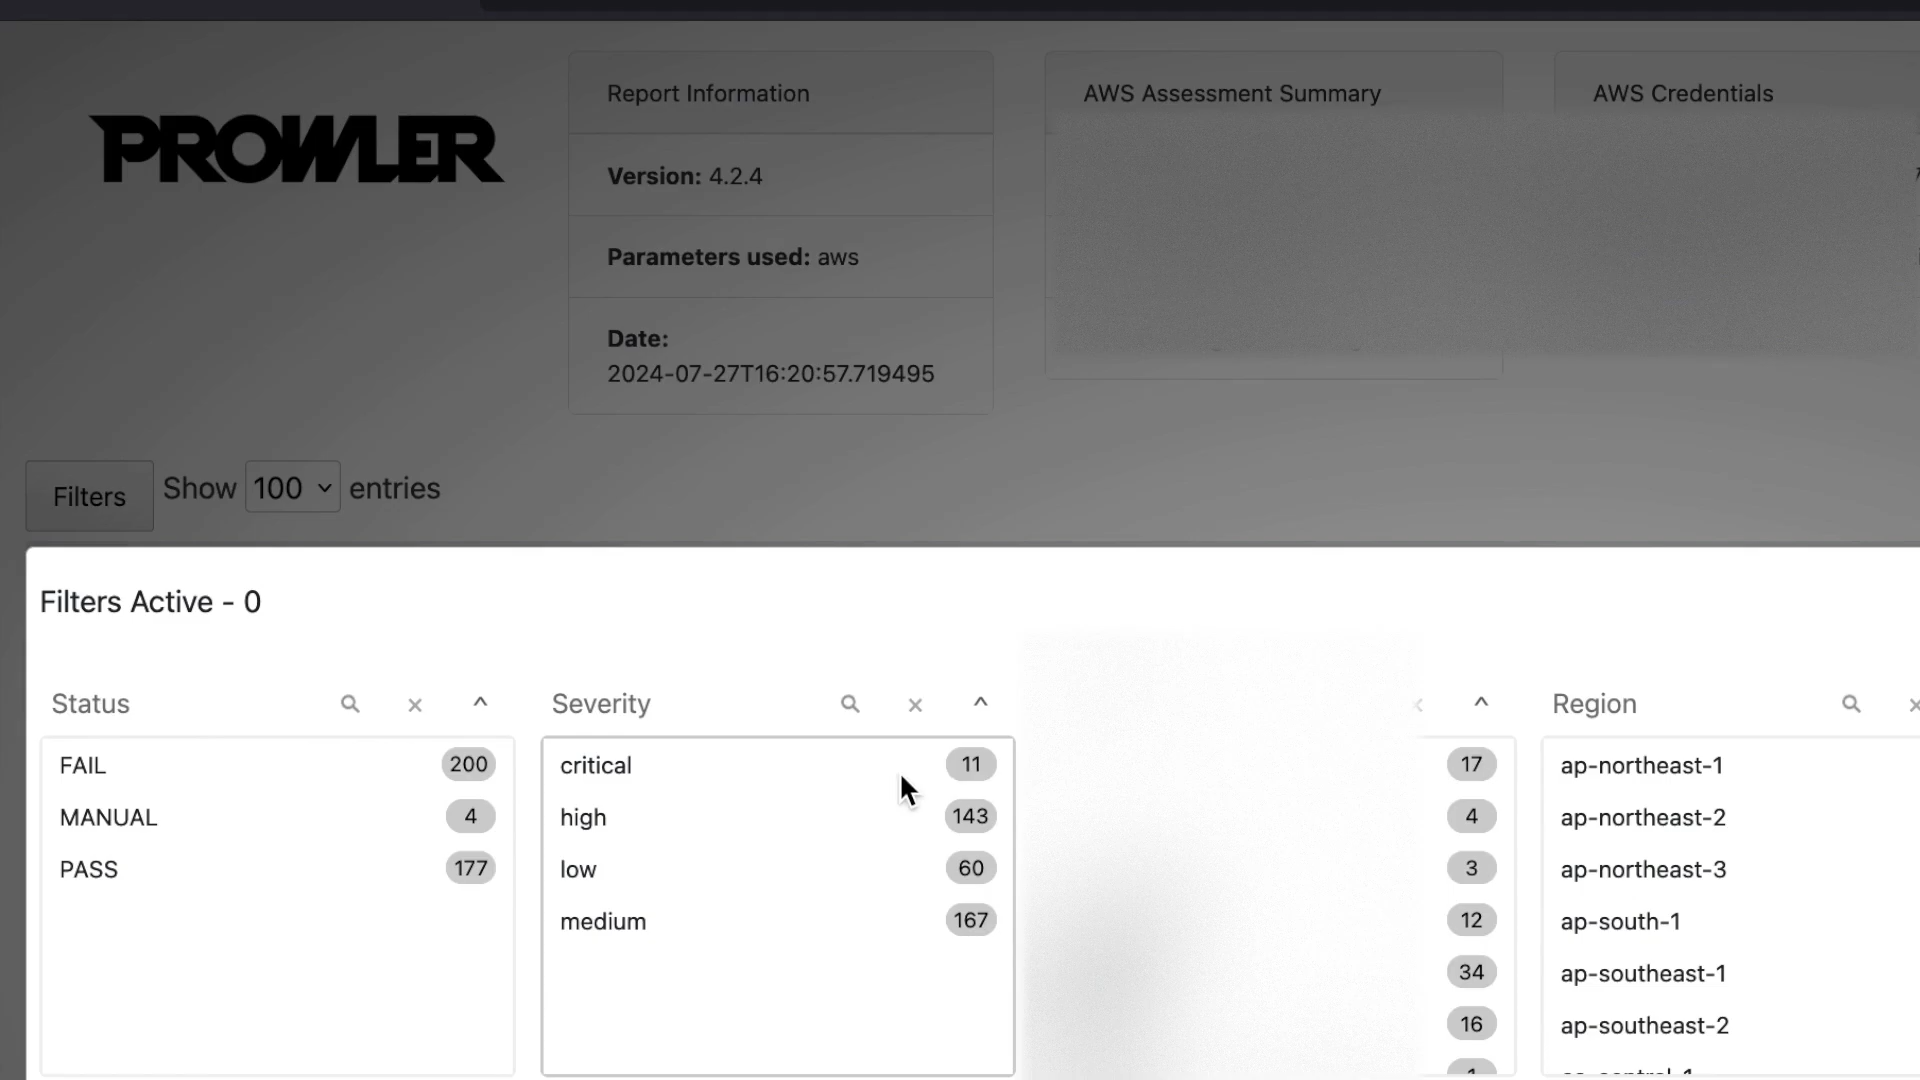 PROWLER
Report Information
Version: 4.2.4
Parameters used: aws
Date:
2024-07-27T16:20:57.719495
AWS Assessment Summary
AWS Credentials
Filters
Show 100 entries
Filters Active - 0
Status
FAIL 200
MANUAL 4
PASS 177
Severity
critical 11
high 143
low 60
medium 167
17
4
3
12
34
16
Region
ap-northeast-1
ap-northeast-2
ap-northeast-3
ap-south-1
ap-southeast-1
ap-southeast-2